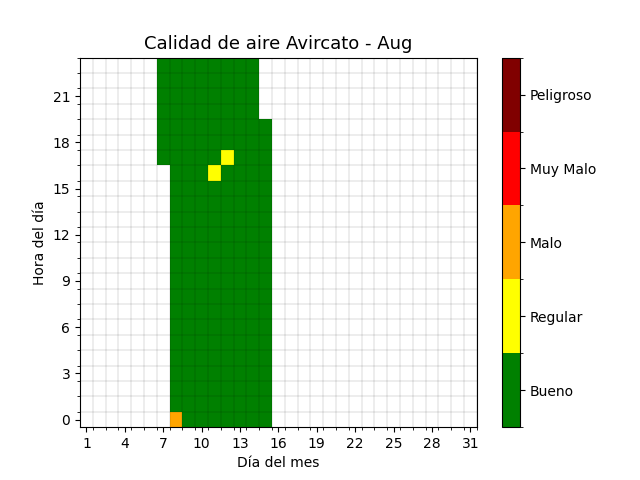 Calidad de aire Avircato - Aug
21
18
15
12
9
6
3
0
Hora del día
1 4 7 10 13 16 19 22 25 28 31
Día del mes
Peligroso
Muy Malo
Malo
Regular
Bueno